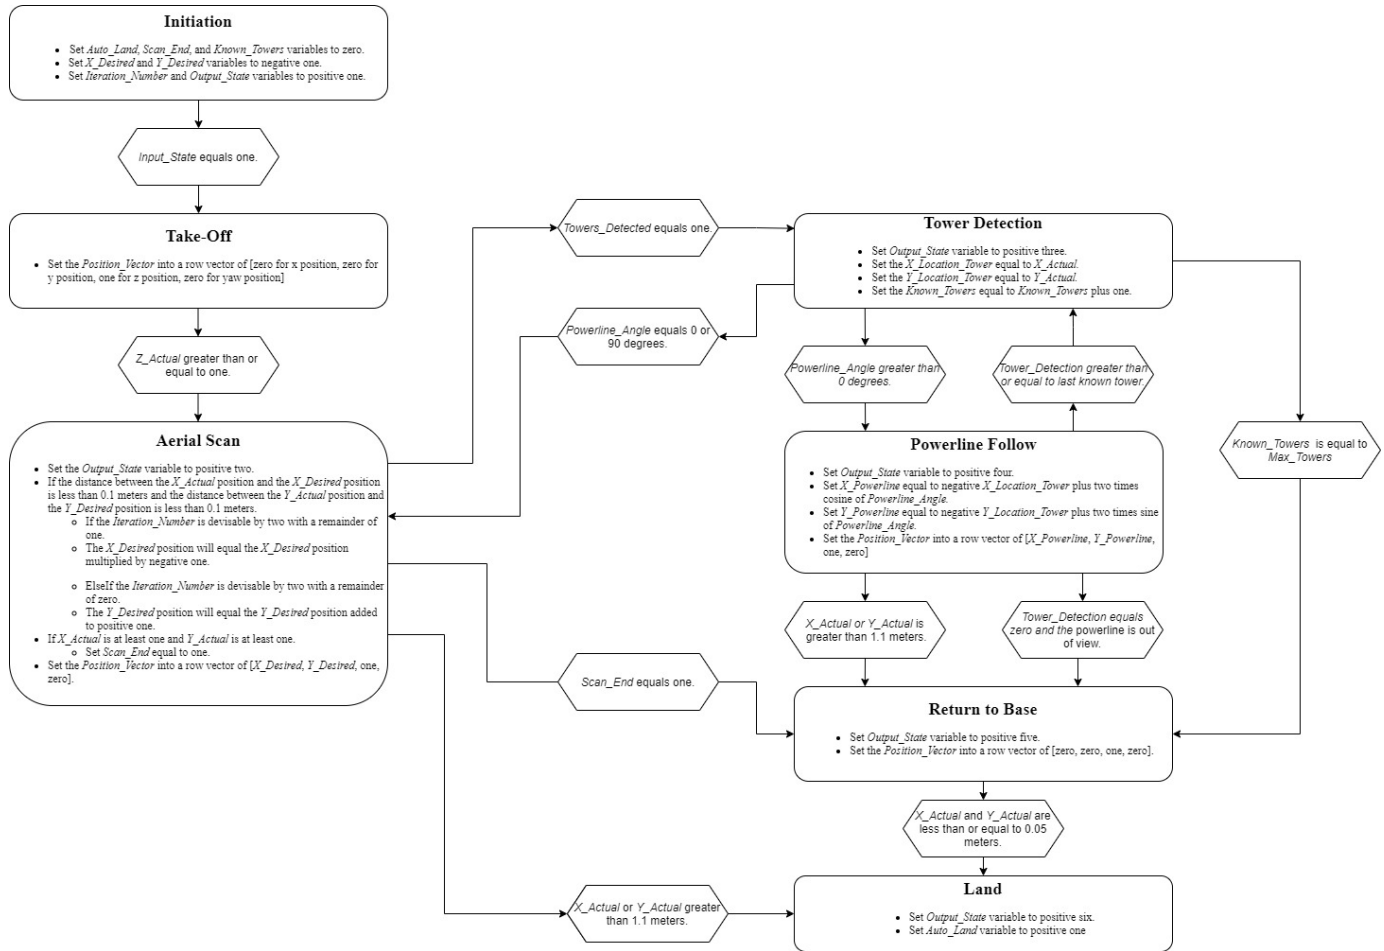 Initiation
• Set Auto_Land, Scan_End, and Known_Towers variables to zero.
• Set X_Desired and Y_Desired variables to negative one.
• Set Iteration_Number and Output_State variables to positive one.
Input_State equals one.
Take-Off
• Set the Position_Vector into a row vector of [zero for x position, zero for
y position, one for z position, zero for yaw position]
Z_Actual greater than or
equal to one.
Aerial Scan
• Set the Output_State variable to positive two.
• If the distance between the X_Actual position and the X_Desired position
is less than 0.1 meters and the distance between the Y_Actual position and
the Y_Desired position is less than 0.1 meters.
○ If the Iteration_Number is devisable by two with a remainder of
one.
○ The X_Desired position will equal the X_Desired position
multiplied by negative one.
○ ElseIf the Iteration_Number is devisable by two with a remainder
of zero.
○ The Y_Desired position will equal the Y_Desired position added
to positive one.
• If X_Actual is at least one and Y_Actual is at least one.
○ Set Scan_End equal to one.
• Set the Position_Vector into a row vector of [X_Desired, Y_Desired, one,
zero].
Towers_Detected equals one.
Powerline_Angle equals 0 or
90 degrees.
Tower Detection
• Set Output_State variable to positive three.
• Set the X_Location_Tower equal to X_Actual.
• Set the Y_Location_Tower equal to Y_Actual.
• Set the Known_Towers equal to Known_Towers plus one.
Powerline_Angle greater than
0 degrees.
Tower_Detection greater than
or equal to last known tower.
Known_Towers is equal to
Max_Towers
Powerline Follow
• Set Output_State variable to positive four.
• Set X_Powerline equal to negative X_Location_Tower plus two times
cosine of Powerline_Angle.
• Set Y_Powerline equal to negative Y_Location_Tower plus two times sine
of Powerline_Angle.
• Set the Position_Vector into a row vector of [X_Powerline, Y_Powerline,
one, zero]
X_Actual or Y_Actual is
greater than 1.1 meters.
Tower_Detection equals
zero and the powerline is out
of view.
Scan_End equals one.
Return to Base
• Set Output_State variable to positive five.
• Set the Position_Vector into a row vector of [zero, zero, one, zero].
X_Actual and Y_Actual are
less than or equal to 0.05
meters.
X_Actual or Y_Actual greater
than 1.1 meters.
Land
• Set Output_State variable to positive six.
• Set Auto_Land variable to positive one